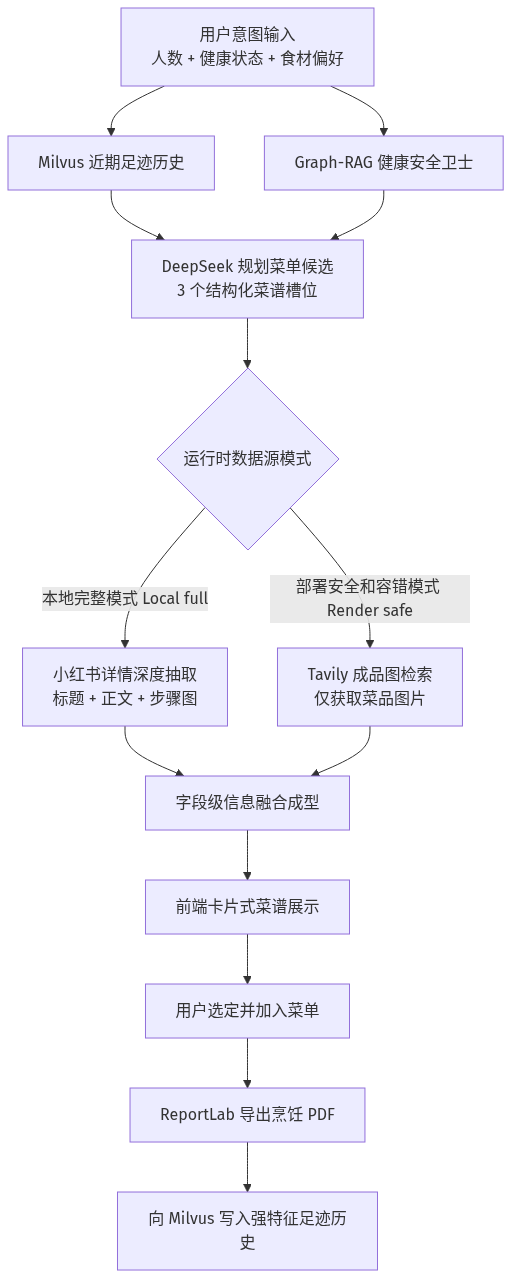 用户意图输入
人数 + 健康状态 + 食材偏好
Milvus 近期足迹历史
Graph-RAG 健康安全卫士
DeepSeek 规划菜单候选
3 个结构化菜谱槽位
运行时数据源模式
本地完整模式 Local full
部署安全和容错模式
Render safe
小红书详情深度抽取
标题 + 正文 + 步骤图
Tavily 成品图检索
仅获取菜品图片
字段级信息融合成型
前端卡片式菜谱展示
用户选定并加入菜单
ReportLab 导出烹饪 PDF
向 Milvus 写入强特征足迹历
史